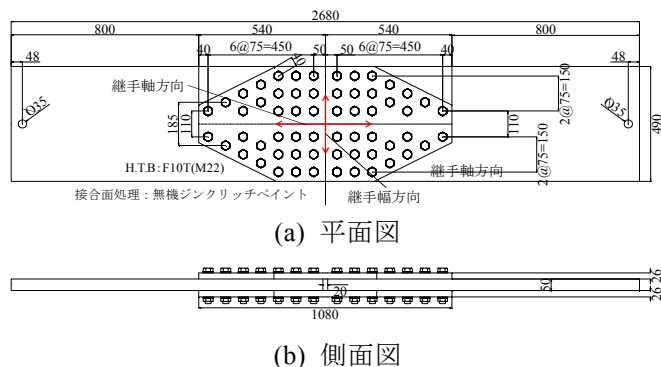 2680
800 540 540 800
6@75=450 6@75=450
40 50 50 40
48 48
40
継手軸方向
Φ35 Φ35
185
110
110
2@75=150
2@75=150
490
H.T.B:F10T(M22)
継手軸方向
接合面処理：無機ジンクリッチペイント
継手幅方向
(a) 平面図
20
50
26
26
1080
(b) 側面図